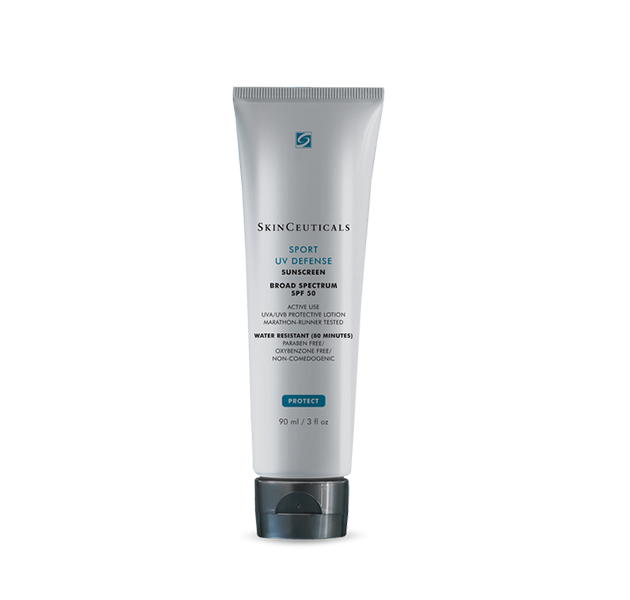 SKINCEUTICALS
SPORT
UV DEFENSE
SUNSCREEN
BROAD SPECTRUM
SPF 50
ACTIVE USE
UVA/UVB PROTECTIVE LOTION
MARATHON-RUNNER TESTED
WATER RESISTANT (80 MINUTES)
PARABEN FREE/
OXYBENZONE FREE/
NON-COMEDOGENIC
PROTECT
90 ml / 3 fl oz